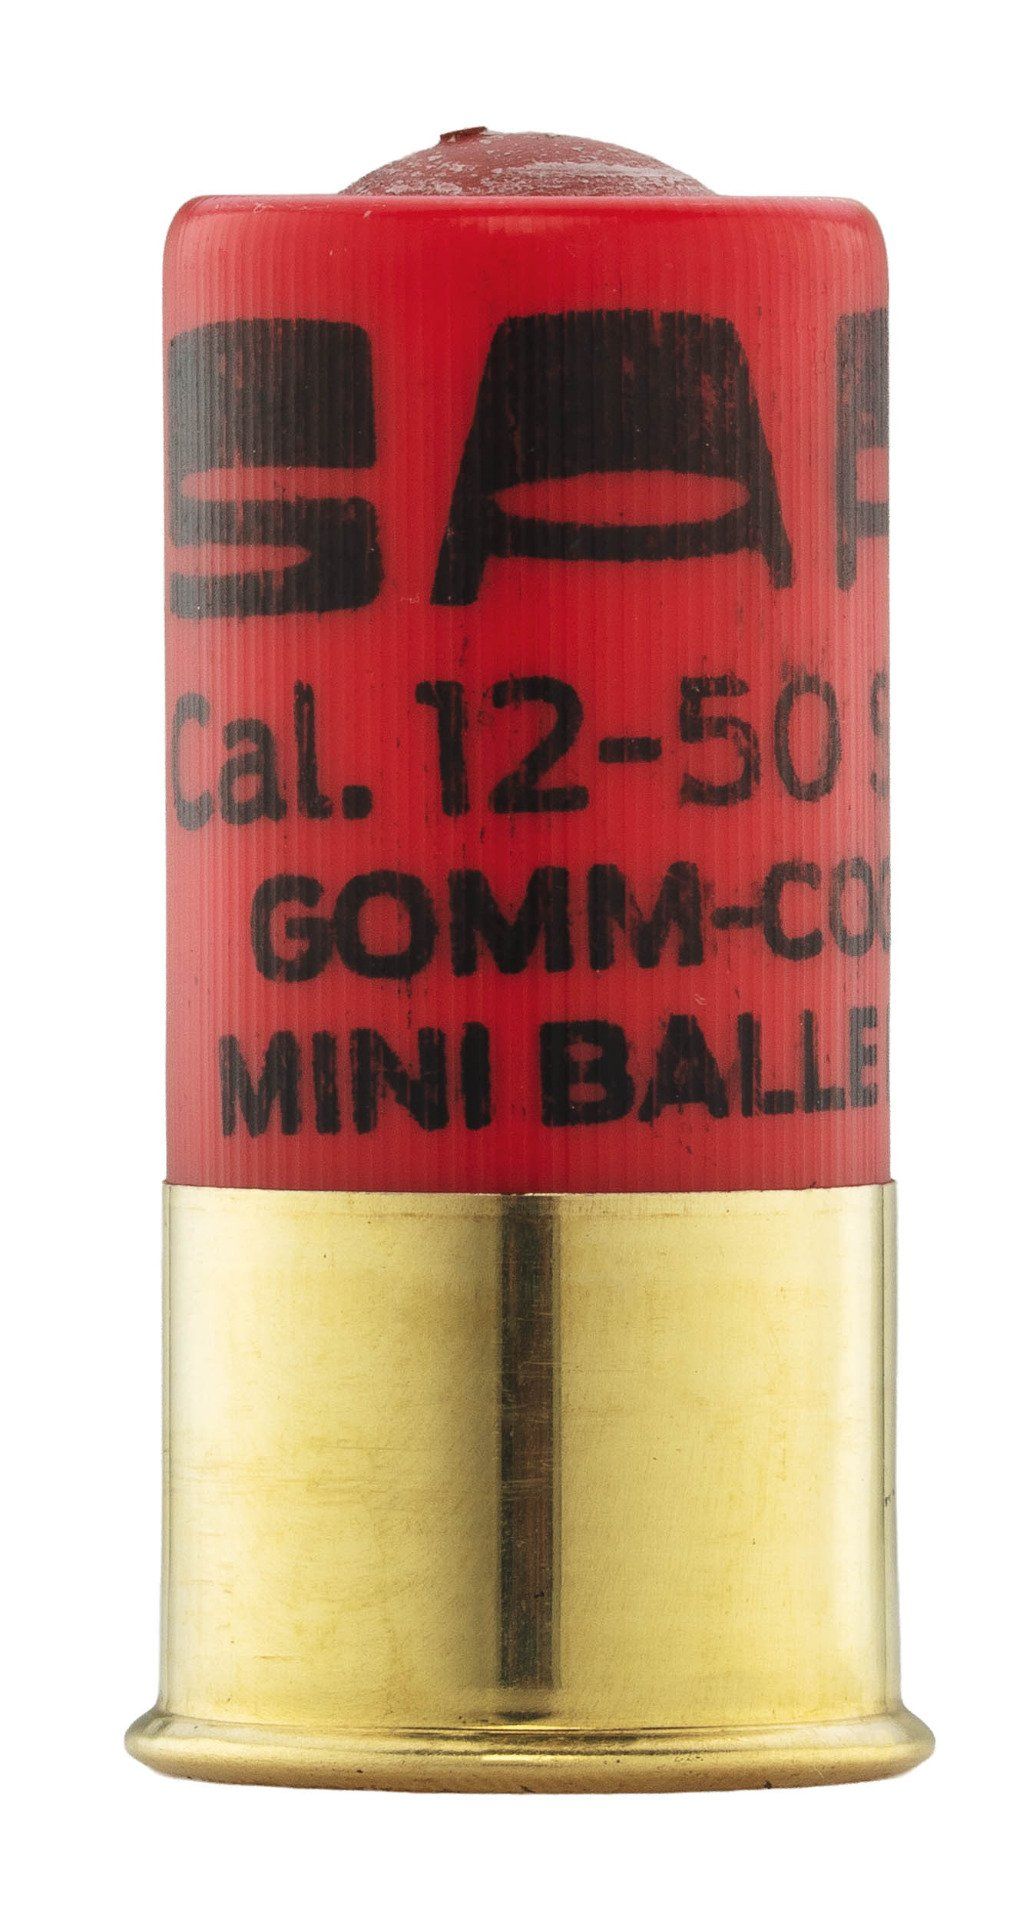 SAP
Cal. 12-50
GOMM-CO
MINI BALLE